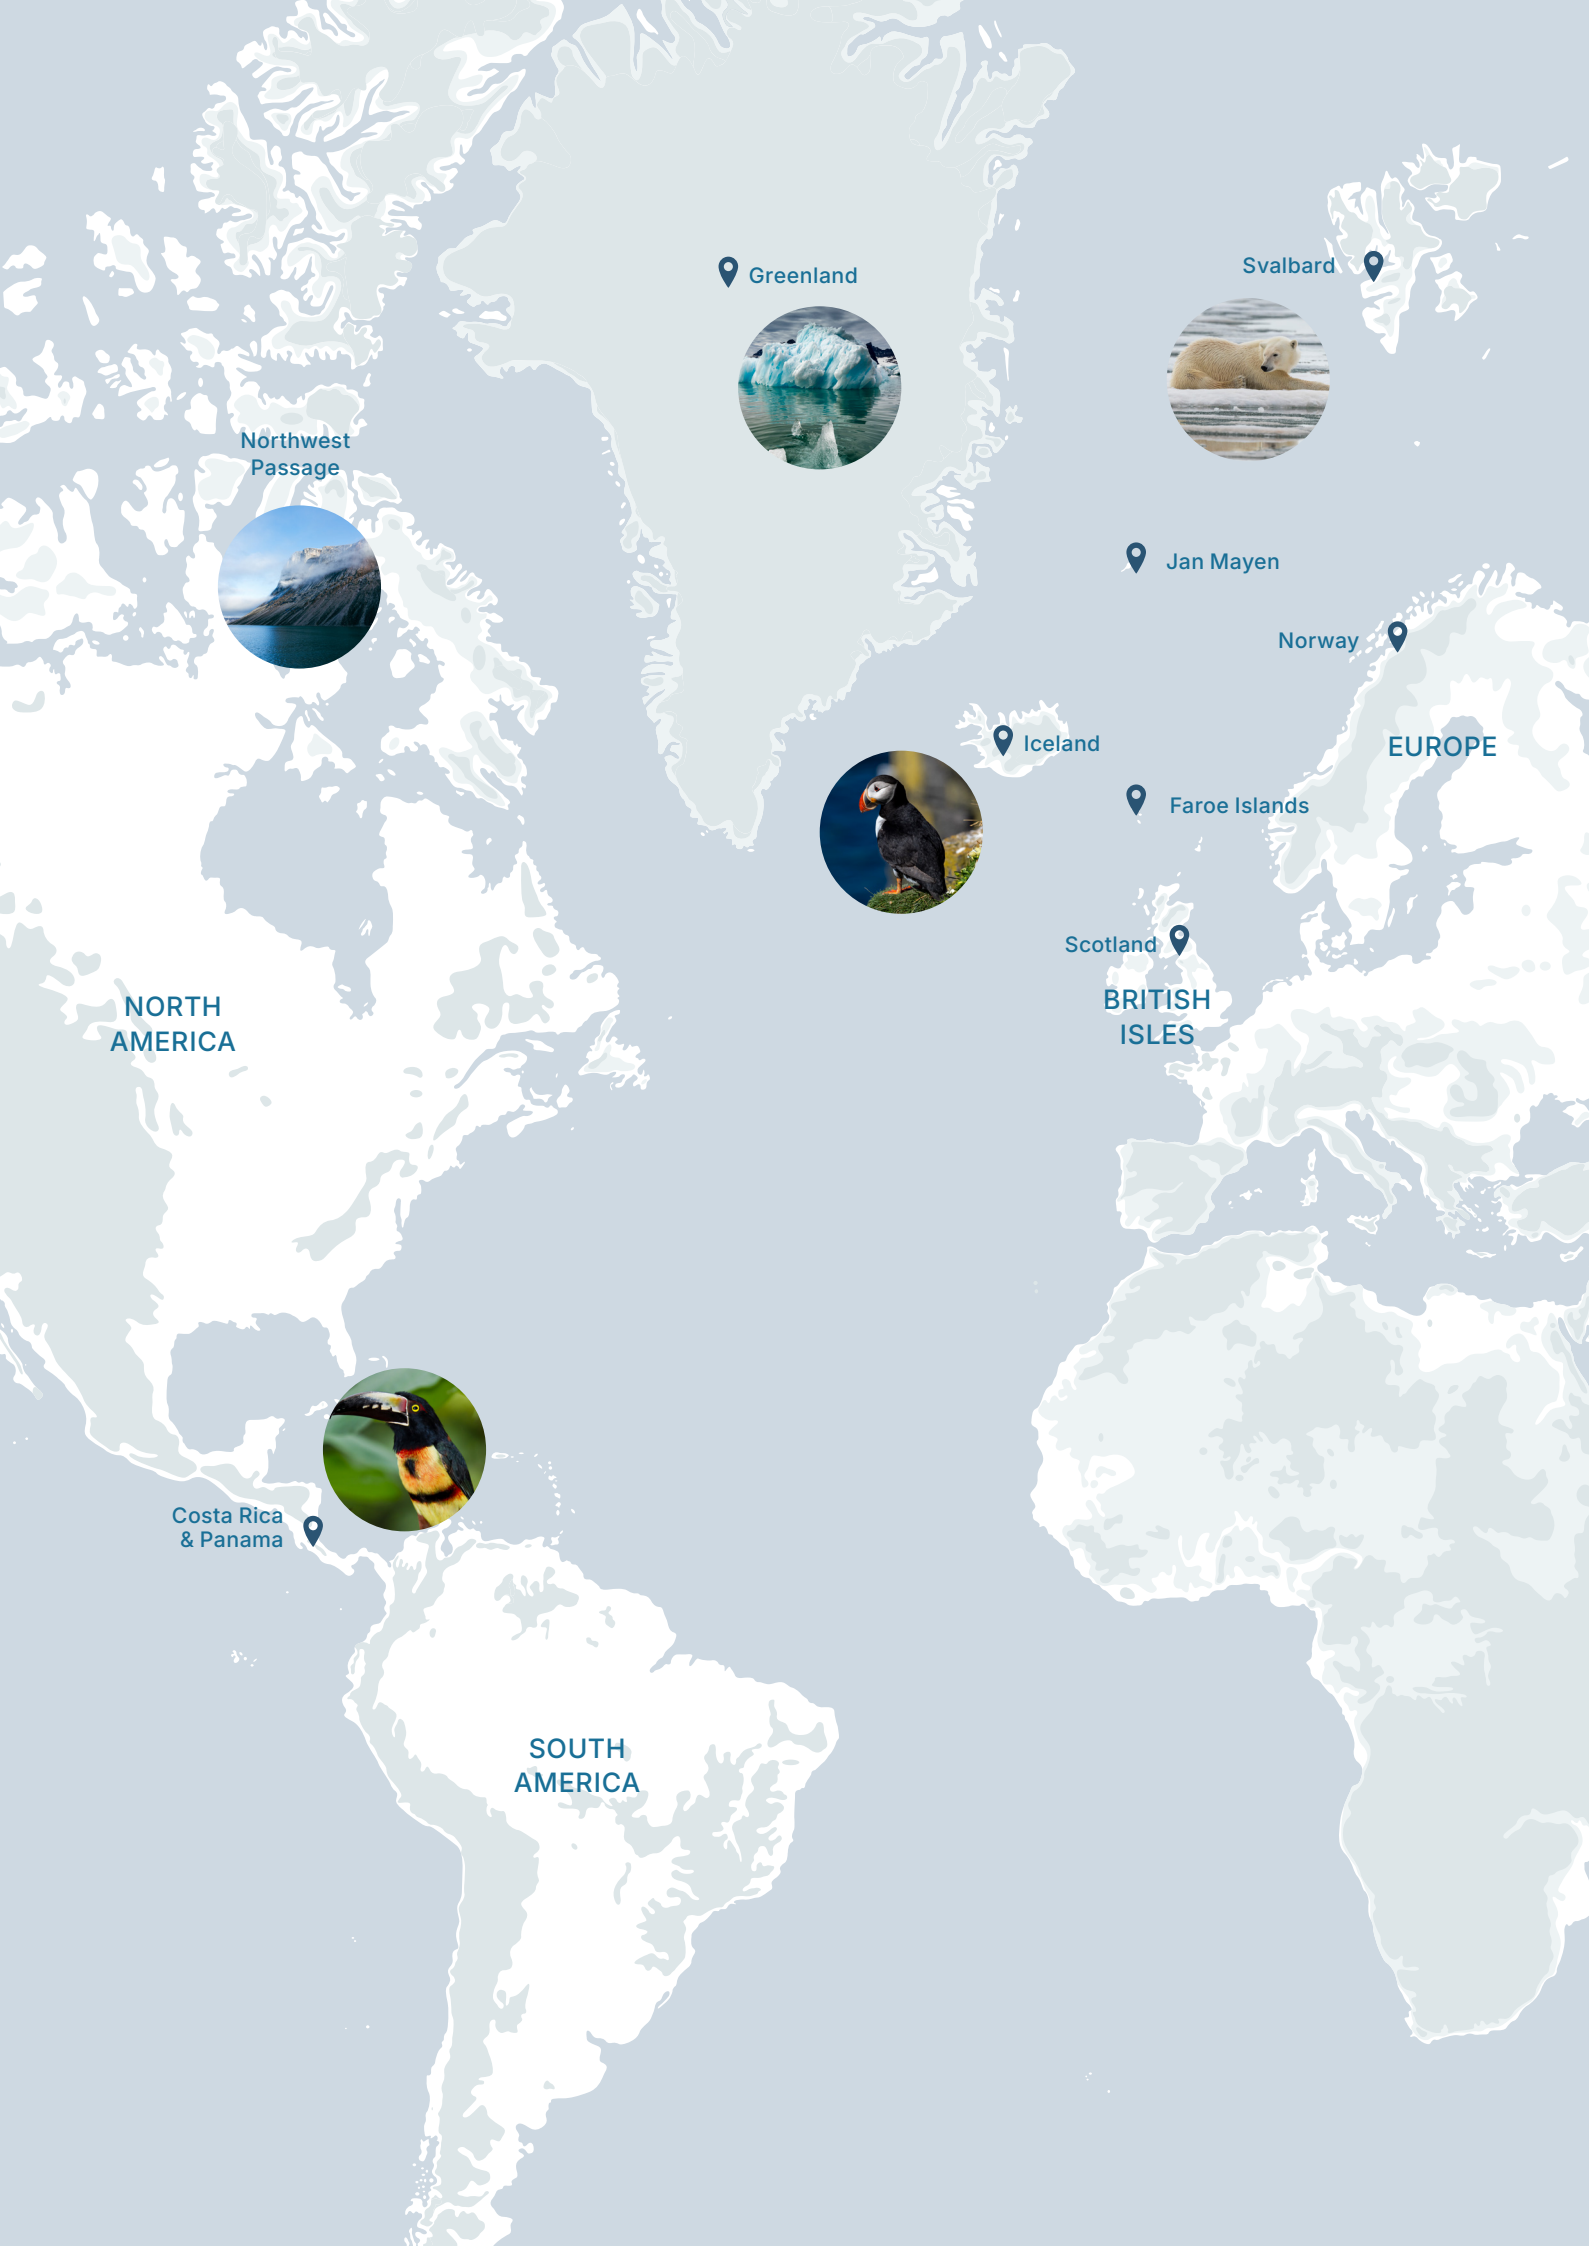 Svalbard
Greenland
Northwest
Passage
Jan Mayen
Norway
Iceland
EUROPE
Faroe Islands
Scotland
BRITISH
ISLES
NORTH
AMERICA
Costa Rica
& Panama
SOUTH
AMERICA